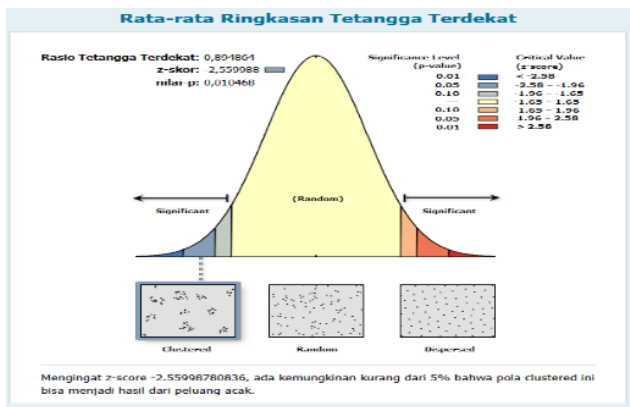 Rata-rata Ringkasan Tetangga Terdekat
Rasio Tetangga Terdekat: 0,894864
z-skor: -2,559988
nilai-p: 0,010468
Significance Level
(p-value)
Critical Value
(z-score)
0.01 < -2.58
0.05 -2.58 - -1.96
0.10 -1.96 - -1.65
— -1.65 - 1.65
0.10 1.65 - 1.96
0.05 1.96 - 2.58
0.01 > 2.58
Significant
(Random)
Significant
Clustered
Random
Dispersed
Mengingat z-score -2.55998780836, ada kemungkinan kurang dari 5% bahwa pola clustered ini
bisa menjadi hasil dari peluang acak.